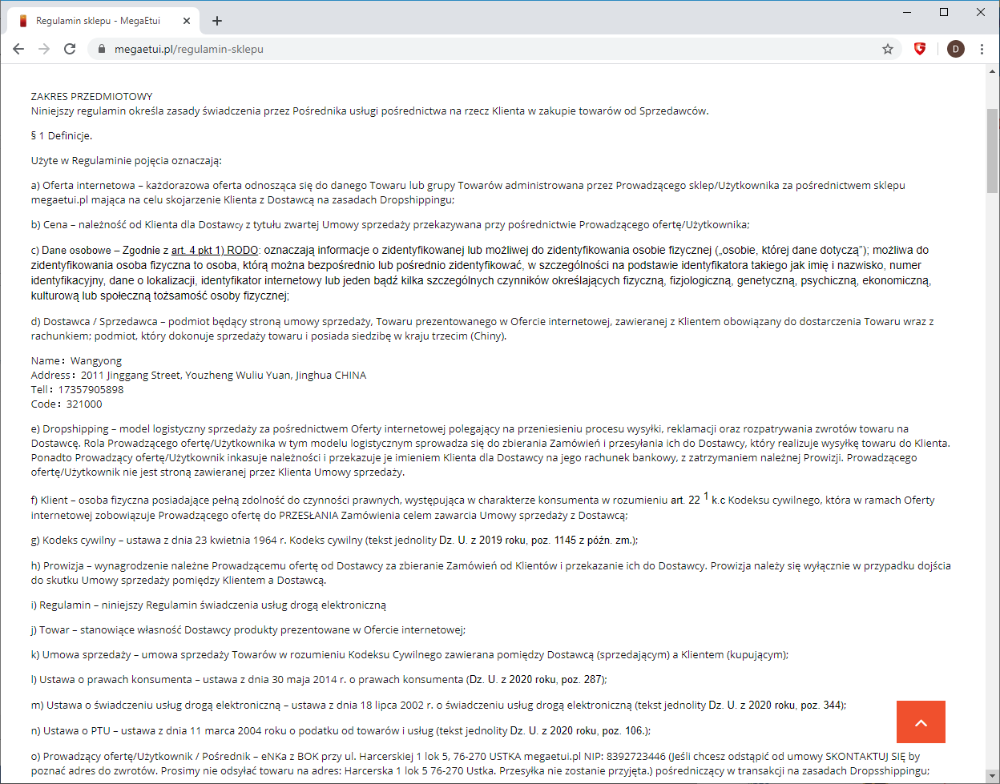 Regulamin sklepu - MegaEtui
megaetui.pl/regulamin-sklepu
D
ZAKRES PRZEDMIOTOWY
Niniejszy regulamin określa zasady świadczenia przez Pośrednika usługi pośrednictwa na rzecz Klienta w zakupie towarów od Sprzedawców.
§ 1 Definicje.
Użyte w Regulaminie pojęcia oznaczają:
a) Oferta internetowa – każdorazowa oferta odnosząca się do danego Towaru lub grupy Towarów administrowana przez Prowadzącego sklep/Użytkownika za pośrednictwem sklepu
megaetui.pl mająca na celu skojarzenie Klienta z Dostawcą na zasadach Dropshippingu;
b) Cena – należność od Klienta dla Dostawcy z tytułu zwartej Umowy sprzedaży przekazywana przy pośrednictwie Prowadzącego ofertę/Użytkownika;
c) Dane osobowe – Zgodnie z art. 4 pkt 1) RODO: oznaczają informacje o zidentyfikowanej lub możliwej do zidentyfikowania osobie fizycznej („osobie, której dane dotyczą”); możliwa do
zidentyfikowania osoba fizyczna to osoba, którą można bezpośrednio lub pośrednio zidentyfikować, w szczególności na podstawie identyfikatora takiego jak imię i nazwisko, numer
identyfikacyjny, dane o lokalizacji, identyfikator internetowy lub jeden bądź kilka szczególnych czynników określających fizyczną, fizjologiczną, genetyczną, psychiczną, ekonomiczną,
kulturową lub społeczną tożsamość osoby fizycznej;
d) Dostawca / Sprzedawca – podmiot będący stroną umowy sprzedaży, Towaru prezentowanego w Ofercie internetowej, zawieranej z Klientem obowiązany do dostarczenia Towaru wraz z
rachunkiem; podmiot, który dokonuje sprzedaży towaru i posiada siedzibę w kraju trzecim (Chiny).
Name：Wangyong
Address：2011 Jinggang Street, Youzheng Wuliu Yuan, Jinghua CHINA
Tell：17357905898
Code：321000
e) Dropshipping – model logistyczny sprzedaży za pośrednictwem Oferty internetowej polegający na przeniesieniu procesu wysyłki, reklamacji oraz rozpatrywania zwrotów towaru na
Dostawcę. Rola Prowadzącego ofertę/Użytkownika w tym modelu logistycznym sprowadza się do zbierania Zamówień i przesyłania ich do Dostawcy, który realizuje wysyłkę towaru do Klienta.
Ponadto Prowadzący ofertę/Użytkownik inkasuje należności i przekazuje je imieniem Klienta dla Dostawcy na jego rachunek bankowy, z zatrzymaniem należnej Prowizji. Prowadzącego
ofertę/Użytkownik nie jest stroną zawieranej przez Klienta Umowy sprzedaży.
f) Klient – osoba fizyczna posiadające pełną zdolność do czynności prawnych, występująca w charakterze konsumenta w rozumieniu art. 22 1 k.c Kodeksu cywilnego, która w ramach Oferty
internetowej zobowiązuje Prowadzącego ofertę do PRZESŁANIA Zamówienia celem zawarcia Umowy sprzedaży z Dostawcą;
g) Kodeks cywilny – ustawa z dnia 23 kwietnia 1964 r. Kodeks cywilny (tekst jednolity Dz. U. z 2019 roku, poz. 1145 z późn. zm.);
h) Prowizja – wynagrodzenie należne Prowadzącemu ofertę od Dostawcy za zbieranie Zamówień od Klientów i przekazanie ich do Dostawcy. Prowizja należy się wyłącznie w przypadku dojścia
do skutku Umowy sprzedaży pomiędzy Klientem a Dostawcą.
i) Regulamin – niniejszy Regulamin świadczenia usług drogą elektroniczną
j) Towar – stanowiące własność Dostawcy produkty prezentowane w Ofercie internetowej;
k) Umowa sprzedaży – umowa sprzedaży Towarów w rozumieniu Kodeksu Cywilnego zawierana pomiędzy Dostawcą (sprzedającym) a Klientem (kupującym);
l) Ustawa o prawach konsumenta – ustawa z dnia 30 maja 2014 r. o prawach konsumenta (Dz. U. z 2020 roku, poz. 287);
m) Ustawa o świadczeniu usług drogą elektroniczną – ustawa z dnia 18 lipca 2002 r. o świadczeniu usług drogą elektroniczną (tekst jednolity Dz. U. z 2020 roku, poz. 344);
n) Ustawa o PTU – ustawa z dnia 11 marca 2004 roku o podatku od towarów i usług (tekst jednolity Dz. U. z 2020 roku, poz. 106.);
o) Prowadzący ofertę/Użytkownik / Pośrednik – eNKa z BOK przy ul. Harcerskiej 1 lok 5, 76-270 USTKA megaetui.pl NIP: 8392723446 (Jeśli chcesz odstąpić od umowy SKONTAKTUJ SIĘ by
poznać adres do zwrotów. Prosimy nie odsyłać towaru na adres: Harcerska 1 lok 5 76-270 Ustka. Przesyłka nie zostanie przyjęta.) pośredniczący w transakcji na zasadach Dropsshippingu;